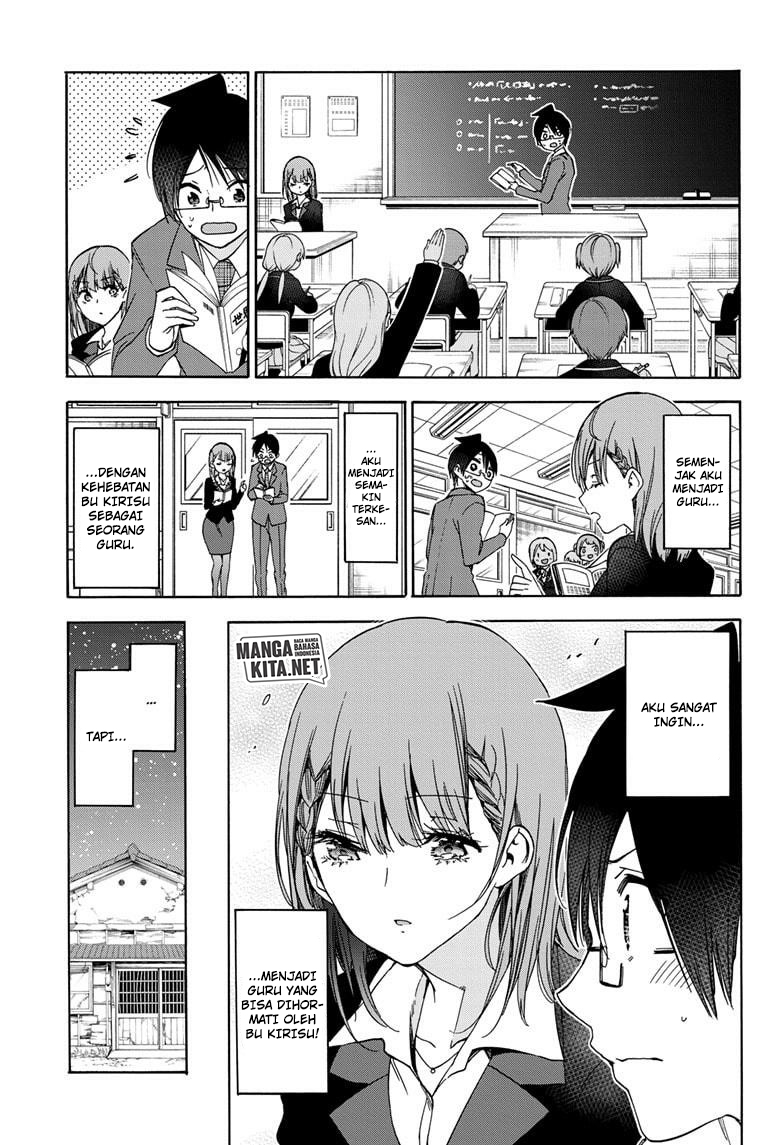 SEMEN-
JAK AKU
MENJADI
GURU...
...
AKU
MENJADI
SEMA-
KIN
TERKE-
SAN...
...DENGAN
KEHEBATAN
BU KIRISU
SEBAGAI
SEORANG
GURU.
AKU SANGAT
INGIN...
MANGA
KITA.NET
BACA MANGA
BAHASA
INDONESIA
...MENJADI
GURU YANG
BISA DIHOR-
MATI OLEH
BU KIRISU!
...
TAPI...